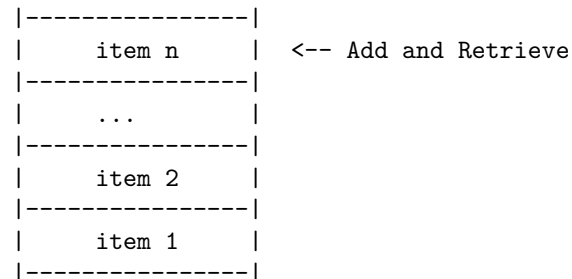 |----------------|
|     item n     |  <-- Add and Retrieve
|----------------|
|     ...        |
|----------------|
|     item 2     |
|----------------|
|     item 1     |
|----------------|